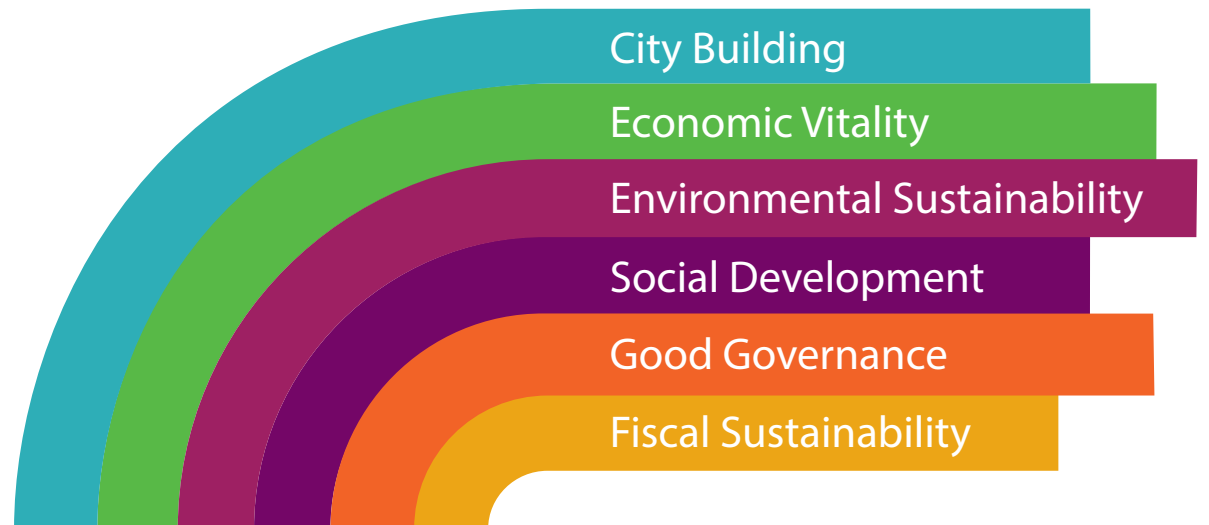 City Building
Economic Vitality
Environmental Sustainability
Social Development
Good Governance
Fiscal Sustainability